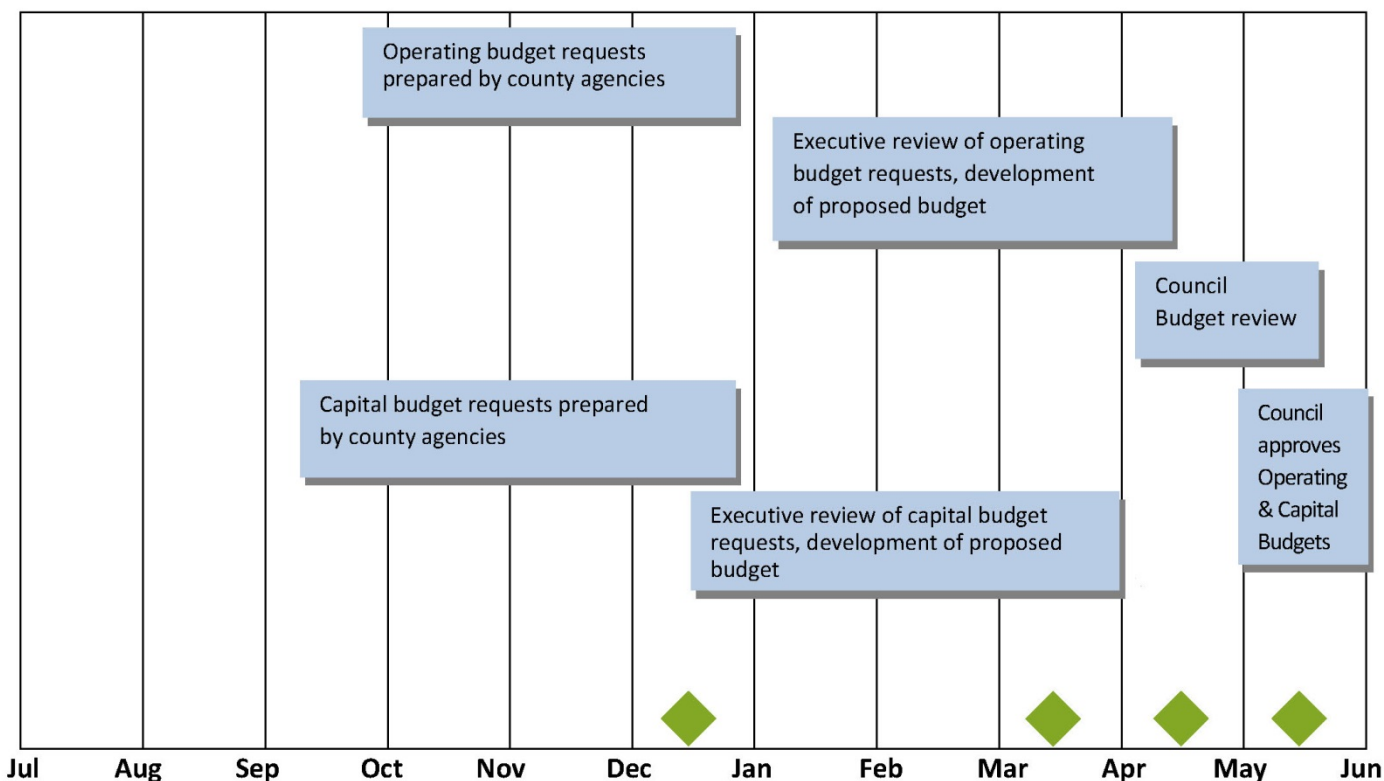 Operating budget requests
prepared by county agencies
Executive review of operating
budget requests, development
of proposed budget
Council
Budget review
Capital budget requests prepared
by county agencies
Council
approves
Operating
& Capital
Budgets
Executive review of capital budget
requests, development of proposed
budget
Jul Aug Sep Oct Nov Dec Jan Feb Mar Apr May Jun